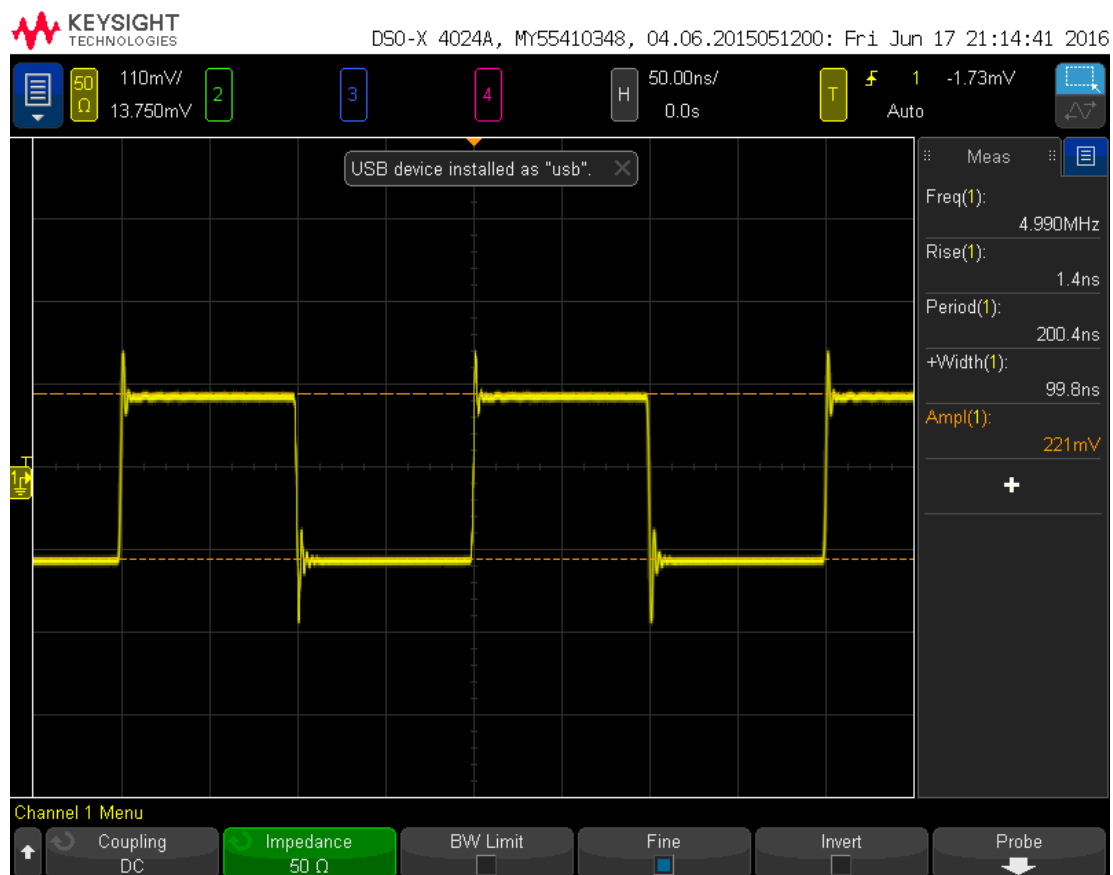 KEYSIGHT
TECHNOLOGIES
DSO-X 4024A, MY55410348, 04.06.2015051200: Fri Jun 17 21:14:41 2016
50 Ω 110mV/ 13.750mV 2 3 4 H 50.00ns/ 0.0s T 1 -1.73mV Auto
USB device installed as "usb".
Meas
Freq(1):
4.990MHz
Rise(1):
1.4ns
Period(1):
200.4ns
+Width(1):
99.8ns
Ampl(1):
221mV
+
T
1
Channel 1 Menu
Coupling
DC
Impedance
50 Ω
BW Limit
Fine
Invert
Probe